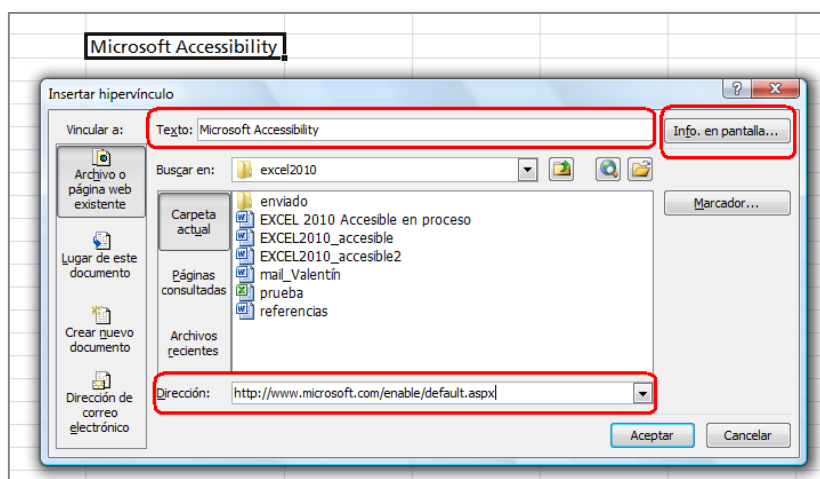 Microsoft Accessibility
Insertar hipervínculo
Vincular a:
Texto: Microsoft Accessibility
Info. en pantalla...
Archivo o
página web
existente
Buscar en: excel2010
Carpeta
actual
enviado
EXCEL 2010 Accesible en proceso
EXCEL2010_accesible
EXCEL2010_accesible2
mail_Valentín
prueba
referencias
Marcador...
Lugar de este
documento
Páginas
consultadas
Crear nuevo
documento
Archivos
recientes
Dirección de
correo
electrónico
Dirección: http://www.microsoft.com/enable/default.aspx
Aceptar
Cancelar